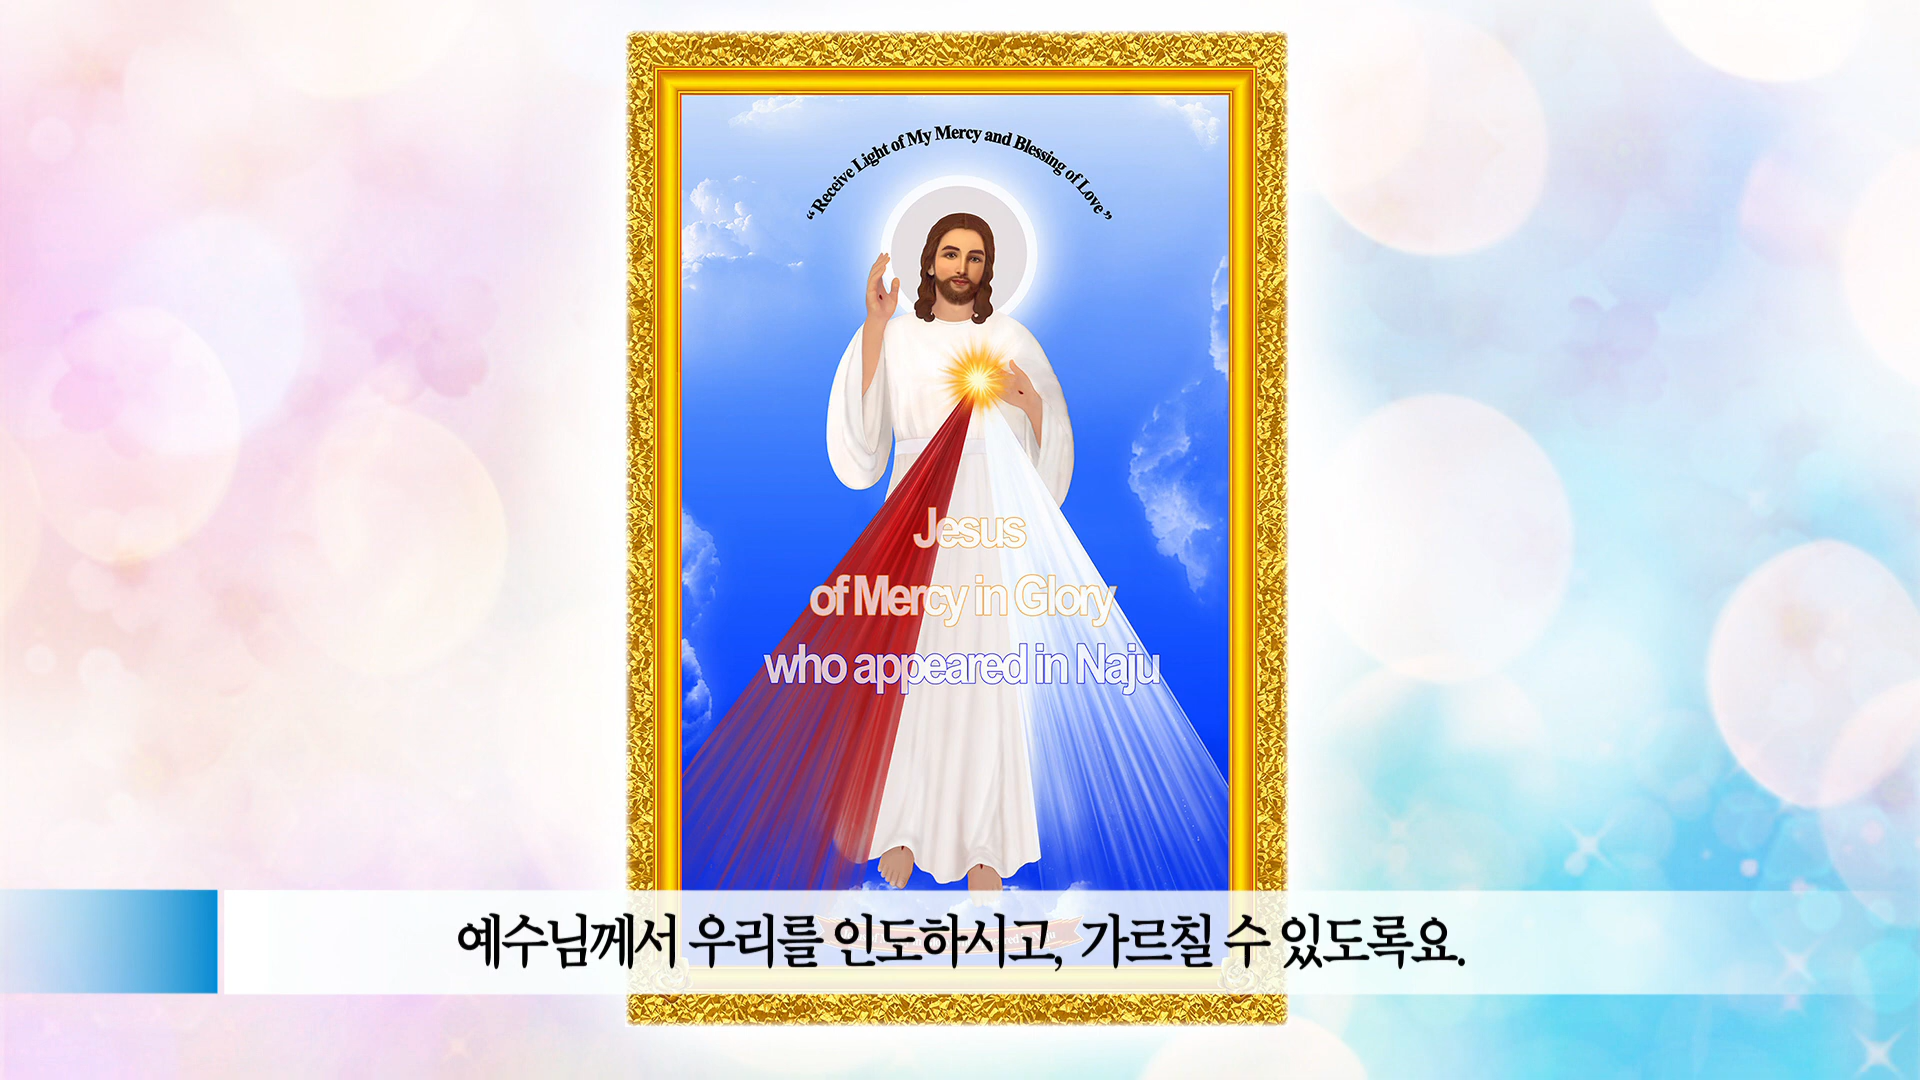 “Receive Light of My Mercy and Blessing of Love”
Jesus
of Mercy in Glory
who appeared in Naju
예수님께서 우리를 인도하시고, 가르칠 수 있도록요.